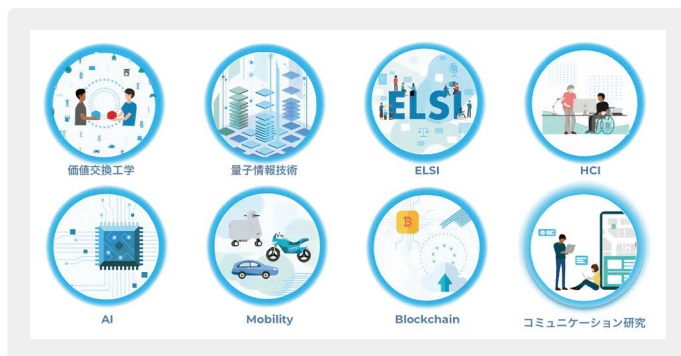 価値交換工学
量子情報技術
ELSI
ELSI
HCI
AI
Mobility
Blockchain
コミュニケーション研究